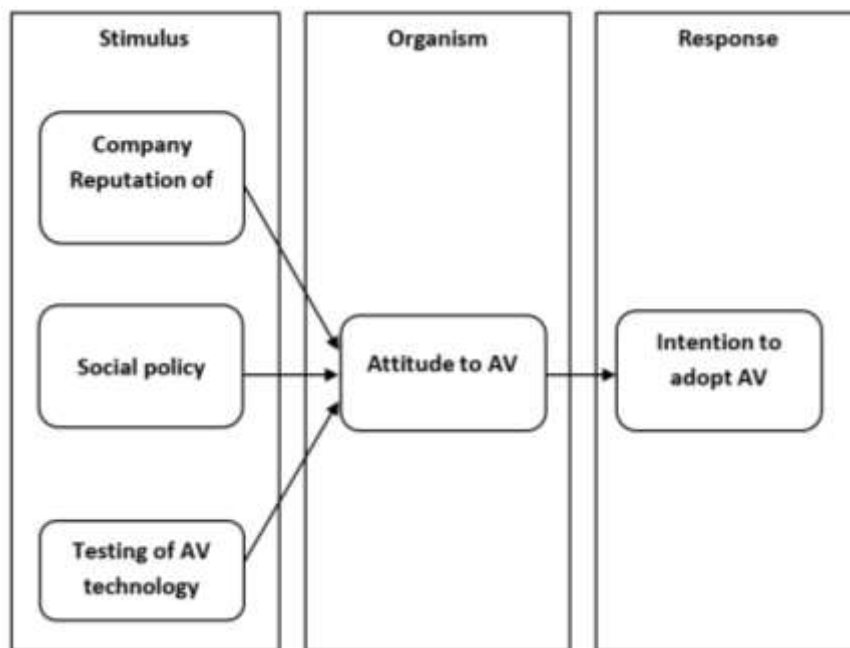 Stimulus
Organism
Response
Company
Reputation of
Social policy
Attitude to AV
Intention to
adopt AV
Testing of AV
technology